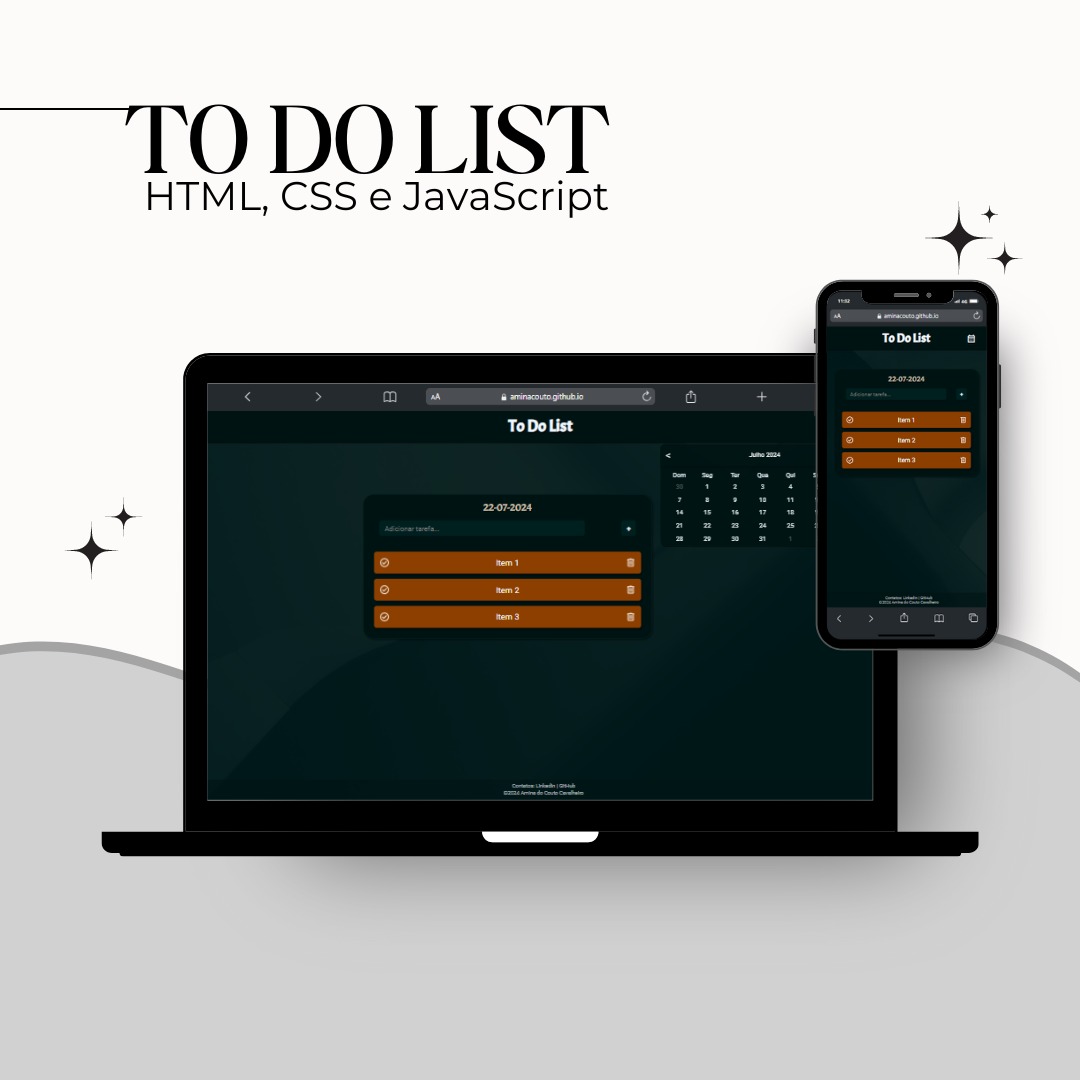 TO DO LIST
HTML, CSS e JavaScript
AA aminacouto.github.io
To Do List
< Julho 2024
Dom Seg Ter Qua Qui
30 1 2 3 4
7 8 9 10 11
14 15 16 17 18
21 22 23 24 25
28 29 30 31 1
22-07-2024
Adicionar tarefa... +
Item 1
Item 2
Item 3
Contatos: LinkedIn | GitHub
©2024 Amina do Couto Cavalheiro
11:52 4G
AA aminacouto.github.io
To Do List
22-07-2024
Adicionar tarefa... +
Item 1
Item 2
Item 3
Contatos: LinkedIn | GitHub
©2024 Amina do Couto Cavalheiro